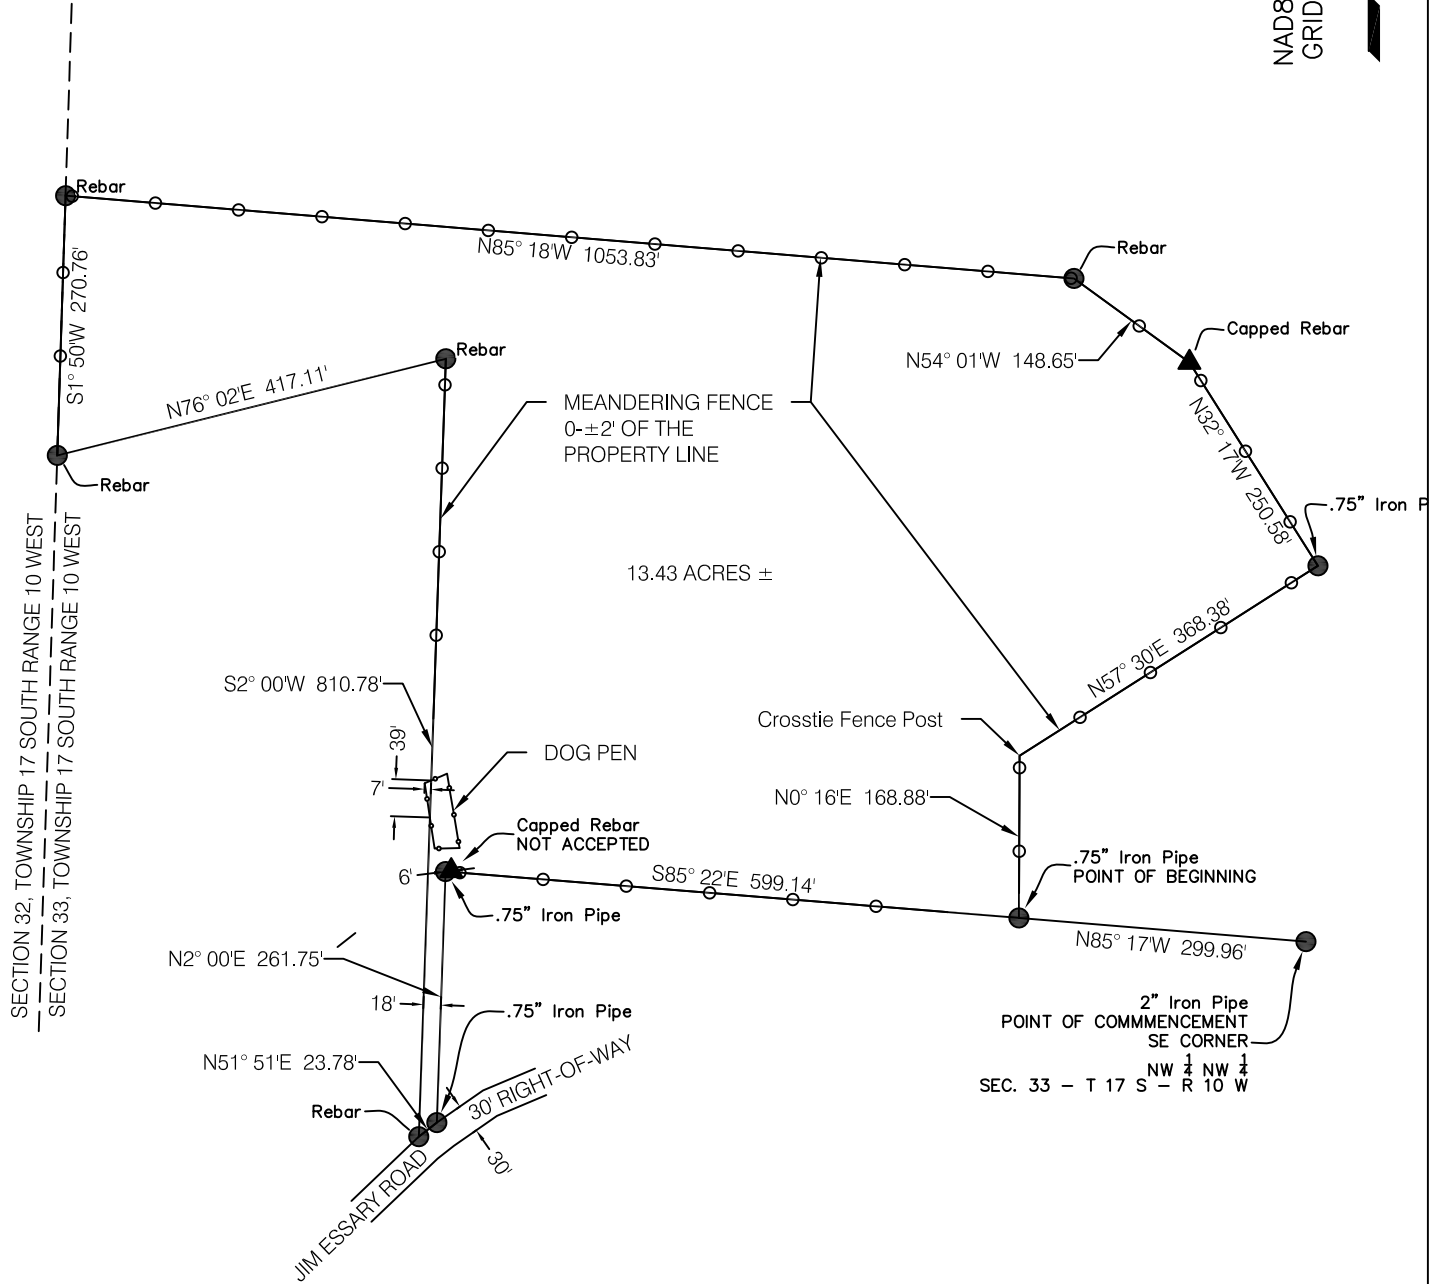 NAD8
GRID
Rebar
N85° 18'W 1053.83'
Rebar
S1° 50'W 270.76'
N54° 01'W 148.65'
Capped Rebar
N76° 02'E 417.11'
Rebar
MEANDERING FENCE
0-±2' OF THE
PROPERTY LINE
N32° 17'W 250.58'
Rebar
.75" Iron P
SECTION 32, TOWNSHIP 17 SOUTH RANGE 10 WEST
SECTION 33, TOWNSHIP 17 SOUTH RANGE 10 WEST
13.43 ACRES ±
N57° 30'E 368.38'
S2° 00'W 810.78'
Crosstie Fence Post
39'
DOG PEN
7'
N0° 16'E 168.88'
Capped Rebar
NOT ACCEPTED
6'
S85° 22'E 599.14'
.75" Iron Pipe
POINT OF BEGINNING
.75" Iron Pipe
N85° 17'W 299.96'
N2° 00'E 261.75'
18'
.75" Iron Pipe
2" Iron Pipe
POINT OF COMMMENCEMENT
SE CORNER
NW 1/4 NW 1/4
SEC. 33 - T 17 S - R 10 W
N51° 51'E 23.78'
Rebar
30' RIGHT-OF-WAY
30'
JIM ESSARY ROAD